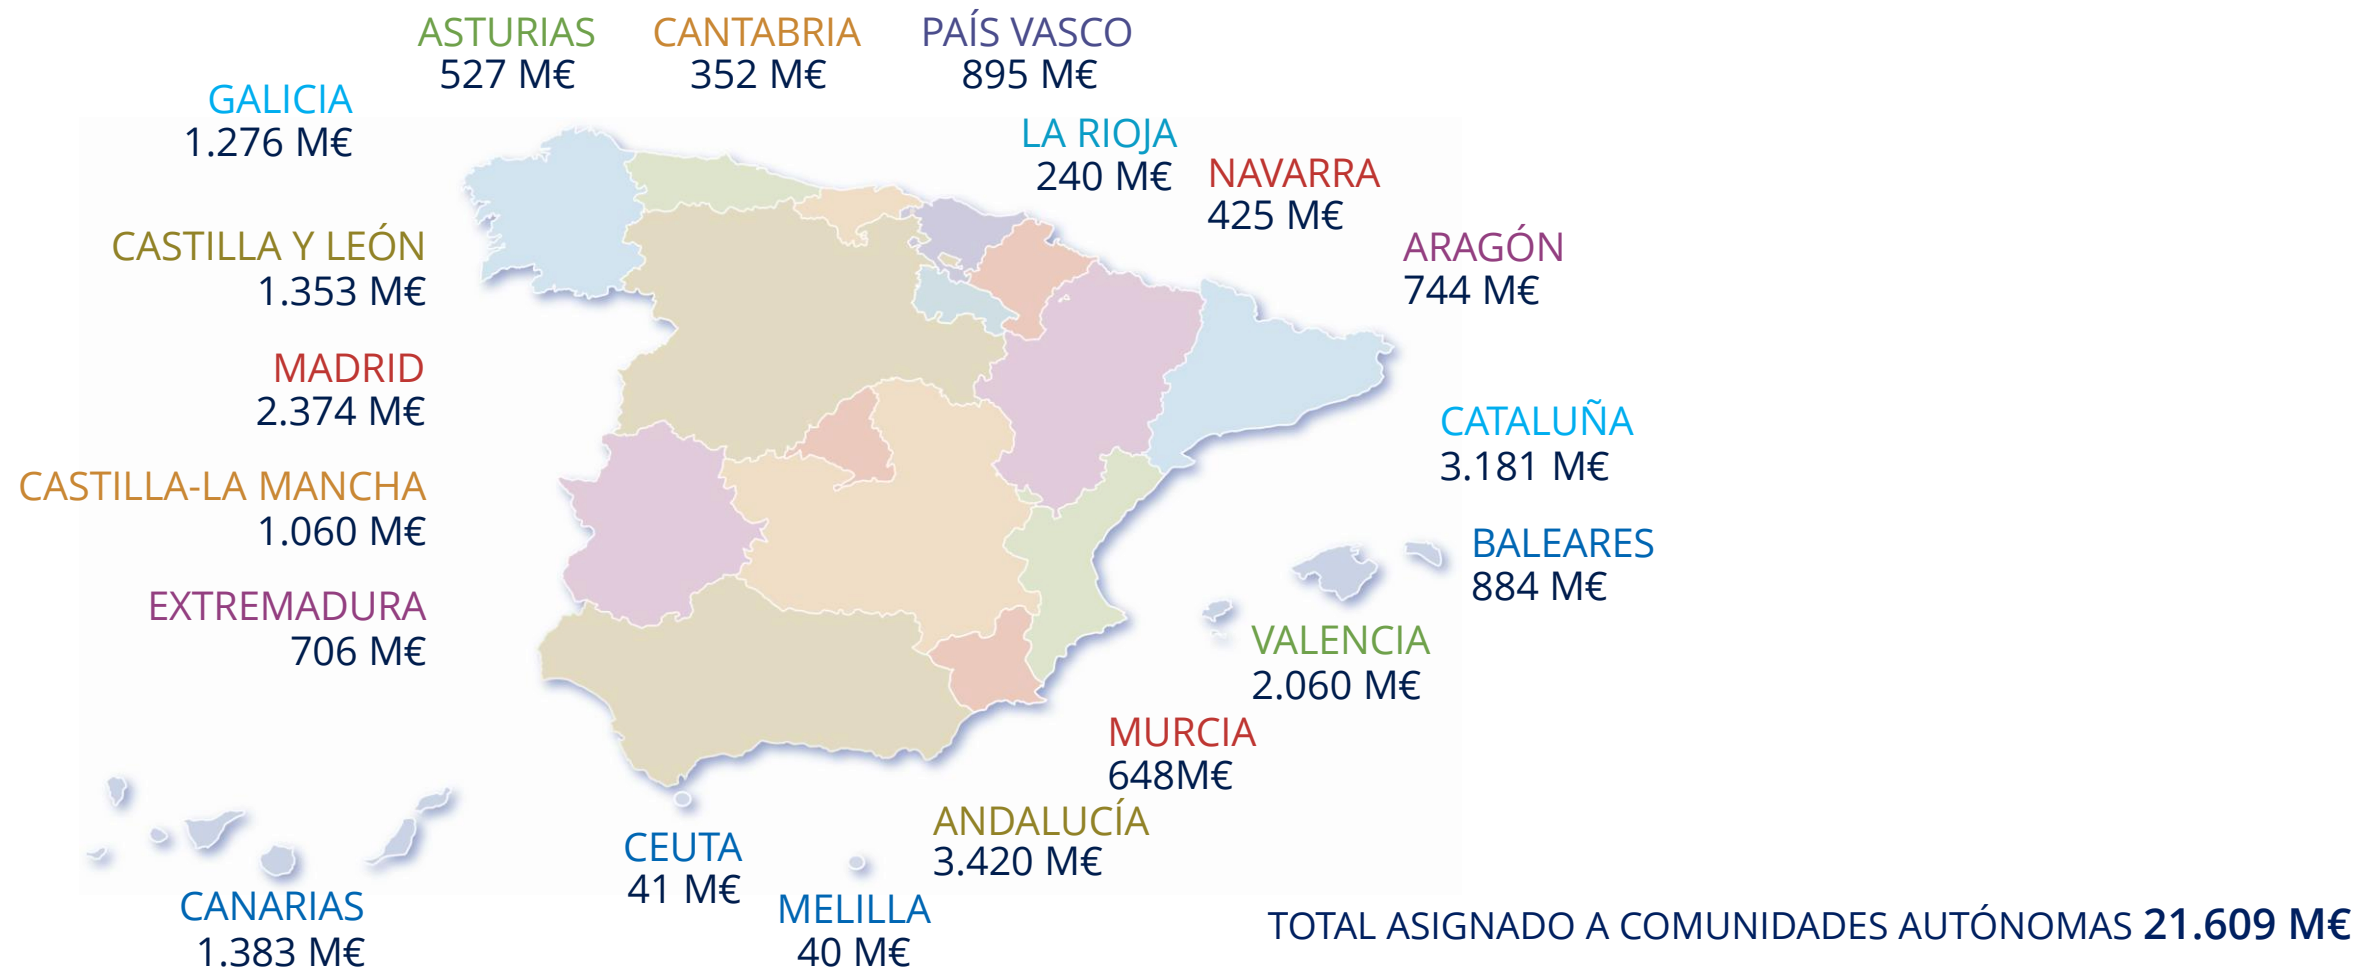 ASTURIAS
527 M€
CANTABRIA
352 M€
PAÍS VASCO
895 M€
GALICIA
1.276 M€
LA RIOJA
240 M€
NAVARRA
425 M€
CASTILLA Y LEÓN
1.353 M€
ARAGÓN
744 M€
MADRID
2.374 M€
CATALUÑA
3.181 M€
CASTILLA-LA MANCHA
1.060 M€
BALEARES
884 M€
EXTREMADURA
706 M€
VALENCIA
2.060 M€
MURCIA
648M€
ANDALUCÍA
3.420 M€
CEUTA
41 M€
MELILLA
40 M€
CANARIAS
1.383 M€
TOTAL ASIGNADO A COMUNIDADES AUTÓNOMAS 21.609 M€